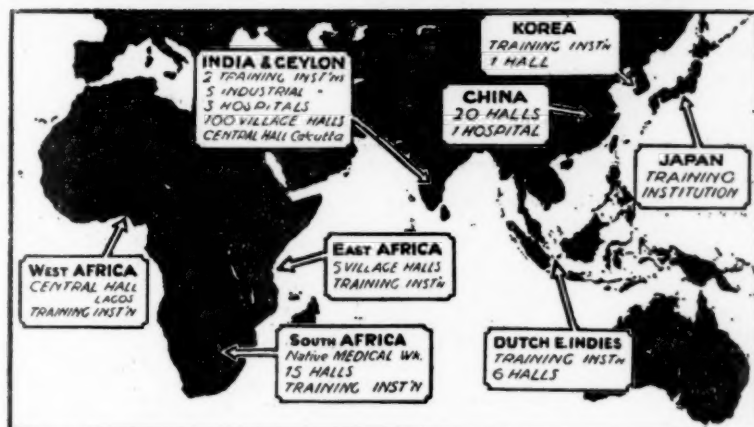 KOREA
TRAINING INST'N
1 HALL
INDIA & CEYLON
2 TRAINING INST'NS
5 INDUSTRIAL "
3 HOSPITALS
100 VILLAGE HALLS
CENTRAL HALL Calcutta
CHINA
20 HALLS
1 HOSPITAL
JAPAN
TRAINING
INSTITUTION
WEST AFRICA
CENTRAL HALL
LAGOS
TRAINING INST'N
EAST AFRICA
5 VILLAGE HALLS
TRAINING INST'N
SOUTH AFRICA
Native MEDICAL Wk.
15 HALLS
TRAINING INST'N
DUTCH E. INDIES
TRAINING INST'N
6 HALLS